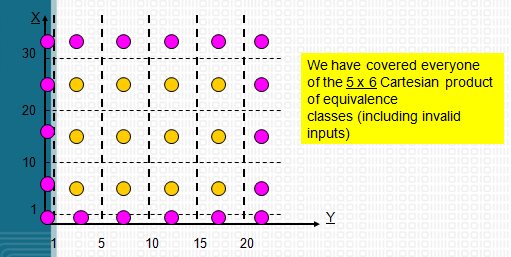 X
30
20
10
1
Y
1 5 10 15 20
We have covered everyone
of the 5 x 6 Cartesian product
of equivalence
classes (including invalid
inputs)